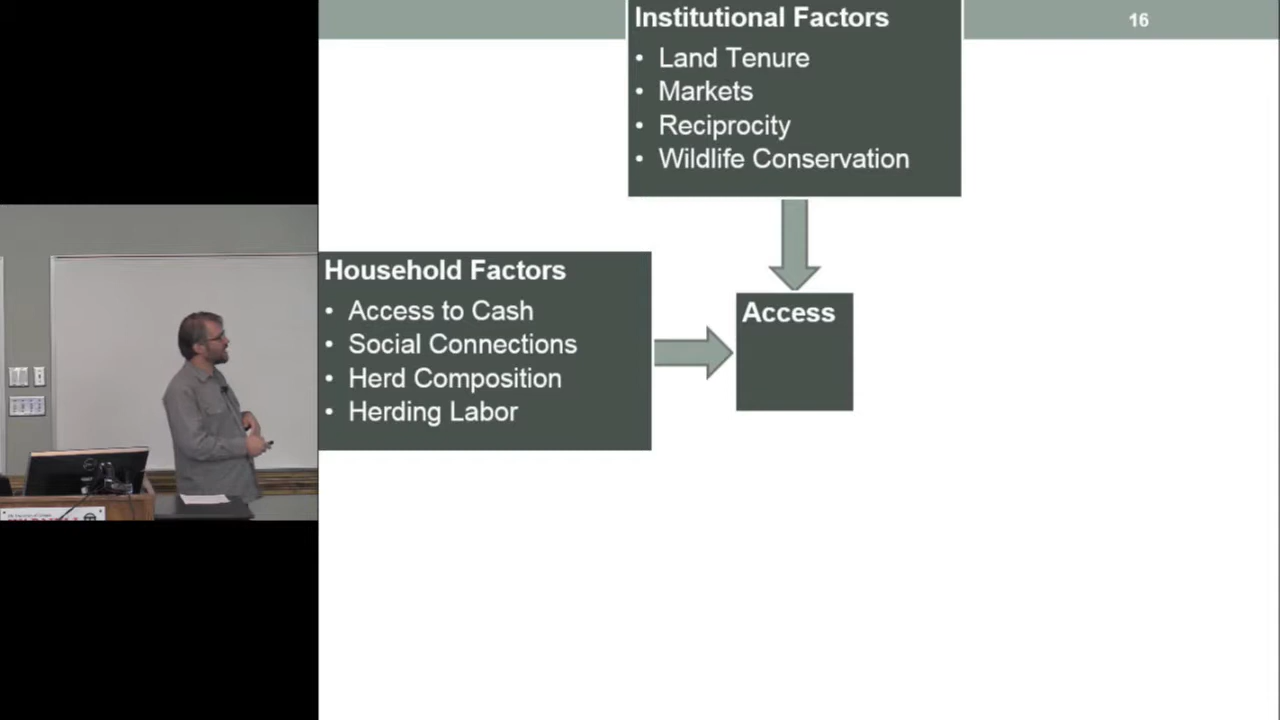 Institutional Factors
16
• Land Tenure
• Markets
• Reciprocity
• Wildlife Conservation
Household Factors
• Access to Cash
• Social Connections
• Herd Composition
• Herding Labor
Access